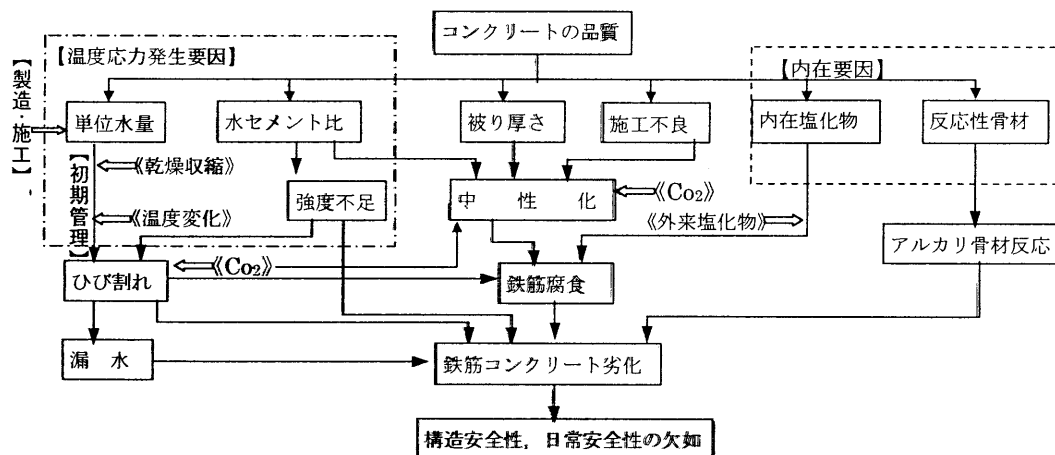 コンクリートの品質
【温度応力発生要因】
【内在要因】
【製造・施工】
単位水量
水セメント比
被り厚さ
施工不良
内在塩化物
反応性骨材
【初期管理】
《乾燥収縮》
強度不足
中性化
《Co₂》
《温度変化》
《外来塩化物》
アルカリ骨材反応
ひび割れ
《Co₂》
鉄筋腐食
漏水
鉄筋コンクリート劣化
構造安全性，日常安全性の欠如